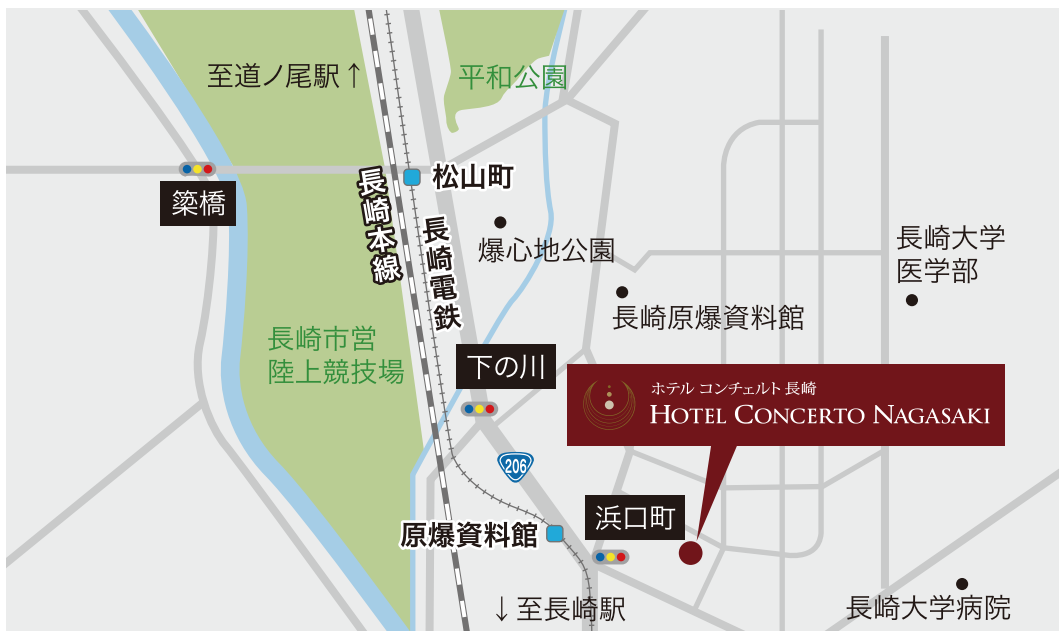 至道ノ尾駅↑
平和公園
松山町
簗橋
長崎本線
長崎電鉄
爆心地公園
長崎大学
医学部
長崎原爆資料館
長崎市営
陸上競技場
下の川
ホテル コンチェルト 長崎
HOTEL CONCERTO NAGASAKI
206
浜口町
原爆資料館
↓至長崎駅
長崎大学病院